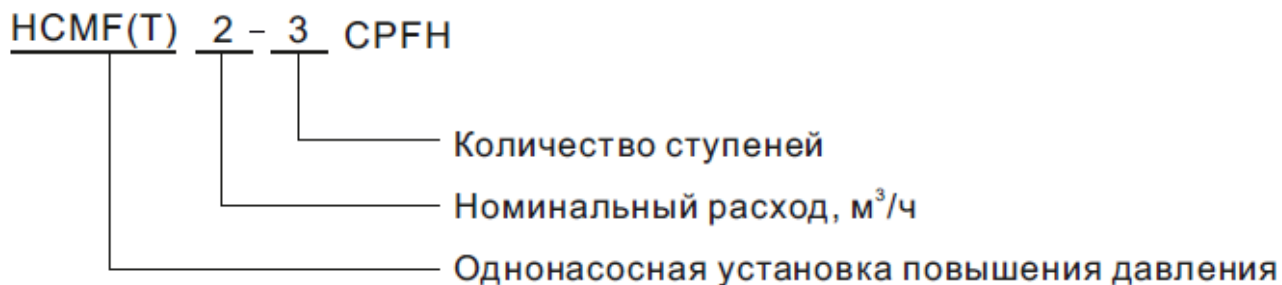 HCMF(T) 2 – 3 CPFH
Количество ступеней
Номинальный расход, м³/ч
Однонасосная установка повышения давления